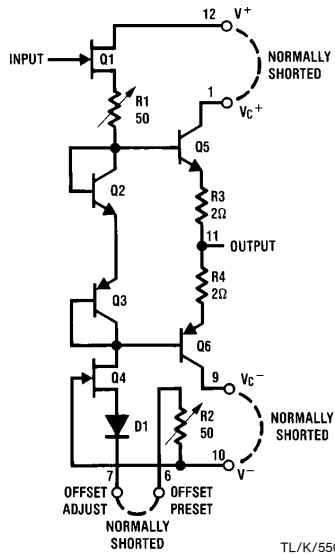 12 V+
NORMALLY
SHORTED
INPUT
Q1
R1
50
1 VC+
Q5
Q2
R3
2Ω
11
OUTPUT
R4
2Ω
Q3
Q6
9 VC−
Q4
D1
R2
50
NORMALLY
SHORTED
10 V−
7
6
OFFSET
ADJUST
OFFSET
PRESET
NORMALLY
SHORTED